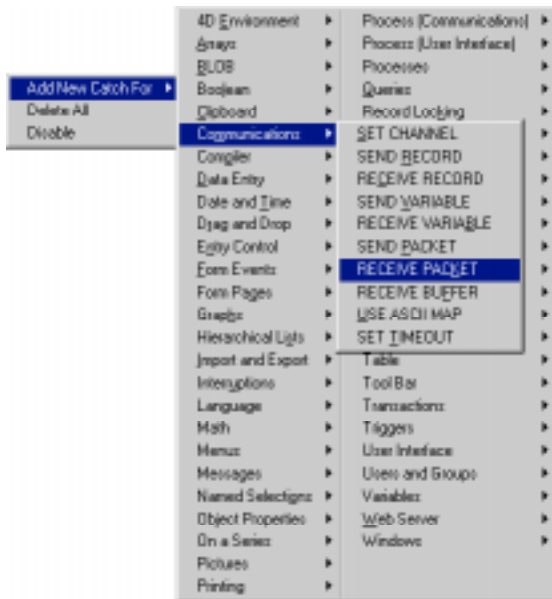 Add New Catch For
Delete All
Disable
4D Environment
Arrays
BLOB
Boolean
Clipboard
Communications
Compiler
Data Entry
Date and Time
Drag and Drop
Entry Control
Form Events
Form Pages
Graphs
Hierarchical Lists
Import and Export
Interruptions
Language
Math
Menus
Messages
Named Selections
Object Properties
On a Series
Pictures
Printing
Process (Communications)
Process (User Interface)
Processes
Queries
Record Locking
SET CHANNEL
SEND RECORD
RECEIVE RECORD
SEND VARIABLE
RECEIVE VARIABLE
SEND PACKET
RECEIVE PACKET
RECEIVE BUFFER
USE ASCII MAP
SET TIMEOUT
Table
Tool Bar
Transactions
Triggers
User Interface
Users and Groups
Variables
Web Server
Windows